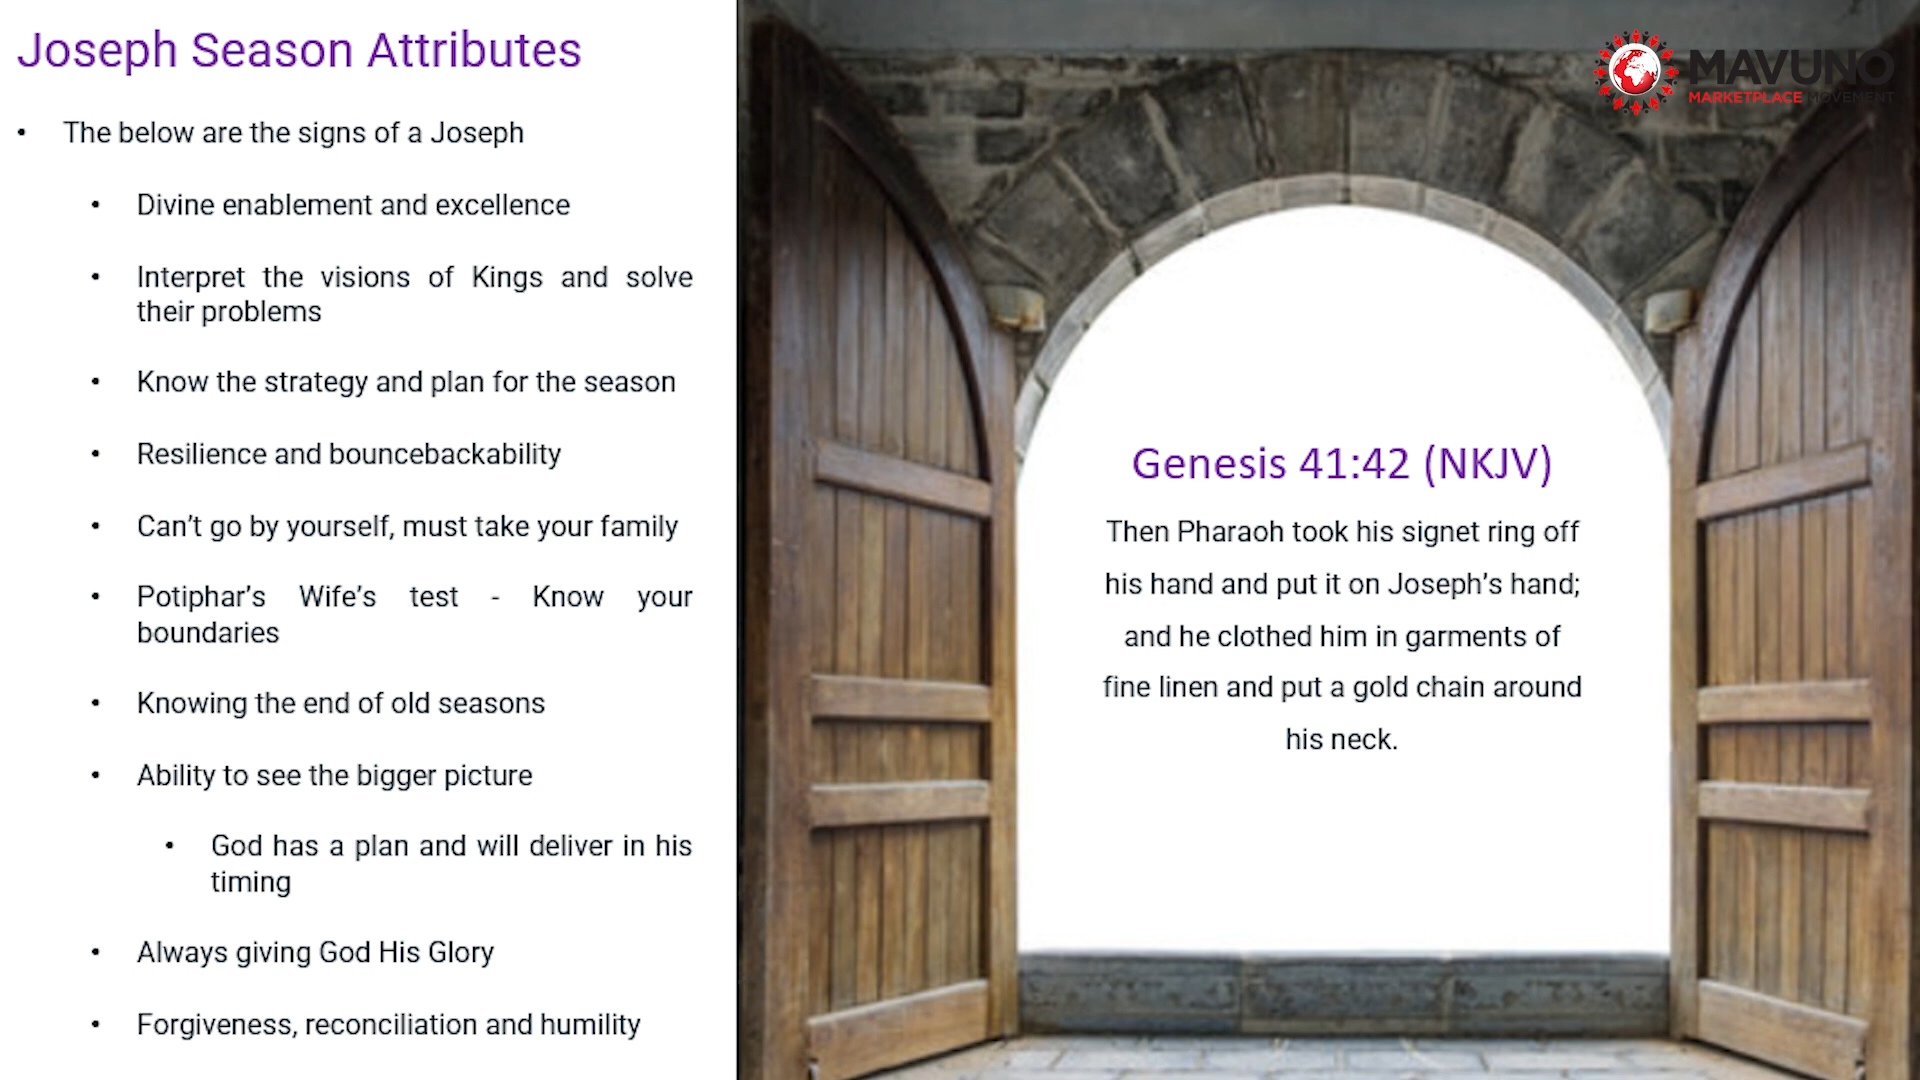 Joseph Season Attributes
• The below are the signs of a Joseph
• Divine enablement and excellence
• Interpret the visions of Kings and solve
their problems
• Know the strategy and plan for the season
• Resilience and bouncebackability
• Can’t go by yourself, must take your family
• Potiphar’s Wife’s test - Know your
boundaries
• Knowing the end of old seasons
• Ability to see the bigger picture
• God has a plan and will deliver in his
timing
• Always giving God His Glory
• Forgiveness, reconciliation and humility
MAVUNO
MARKETPLACE MOVEMENT
Genesis 41:42 (NKJV)
Then Pharaoh took his signet ring off
his hand and put it on Joseph’s hand;
and he clothed him in garments of
fine linen and put a gold chain around
his neck.